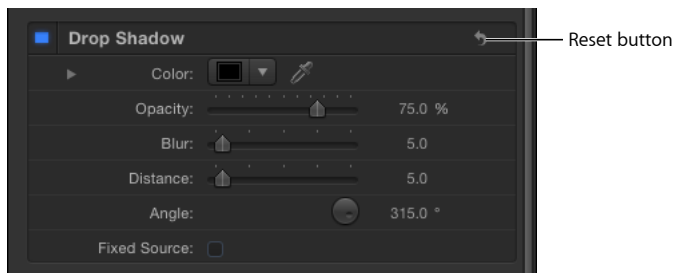 Drop Shadow
Reset button
Color:
Opacity: 75.0 %
Blur: 5.0
Distance: 5.0
Angle: 315.0 °
Fixed Source: